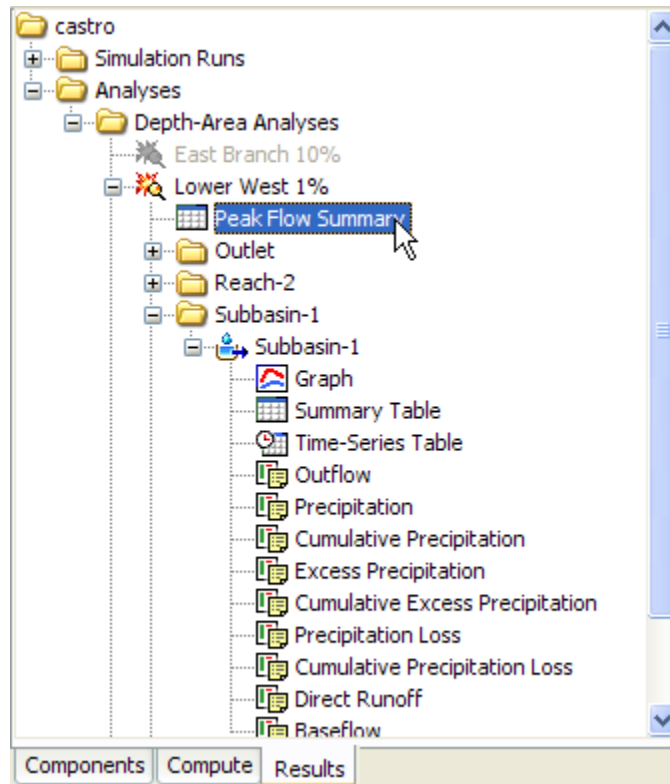 castro
Simulation Runs
Analyses
Depth-Area Analyses
East Branch 10%
Lower West 1%
Peak Flow Summary
Outlet
Reach-2
Subbasin-1
Subbasin-1
Graph
Summary Table
Time-Series Table
Outflow
Precipitation
Cumulative Precipitation
Excess Precipitation
Cumulative Excess Precipitation
Precipitation Loss
Cumulative Precipitation Loss
Direct Runoff
Baseflow
Components Compute Results